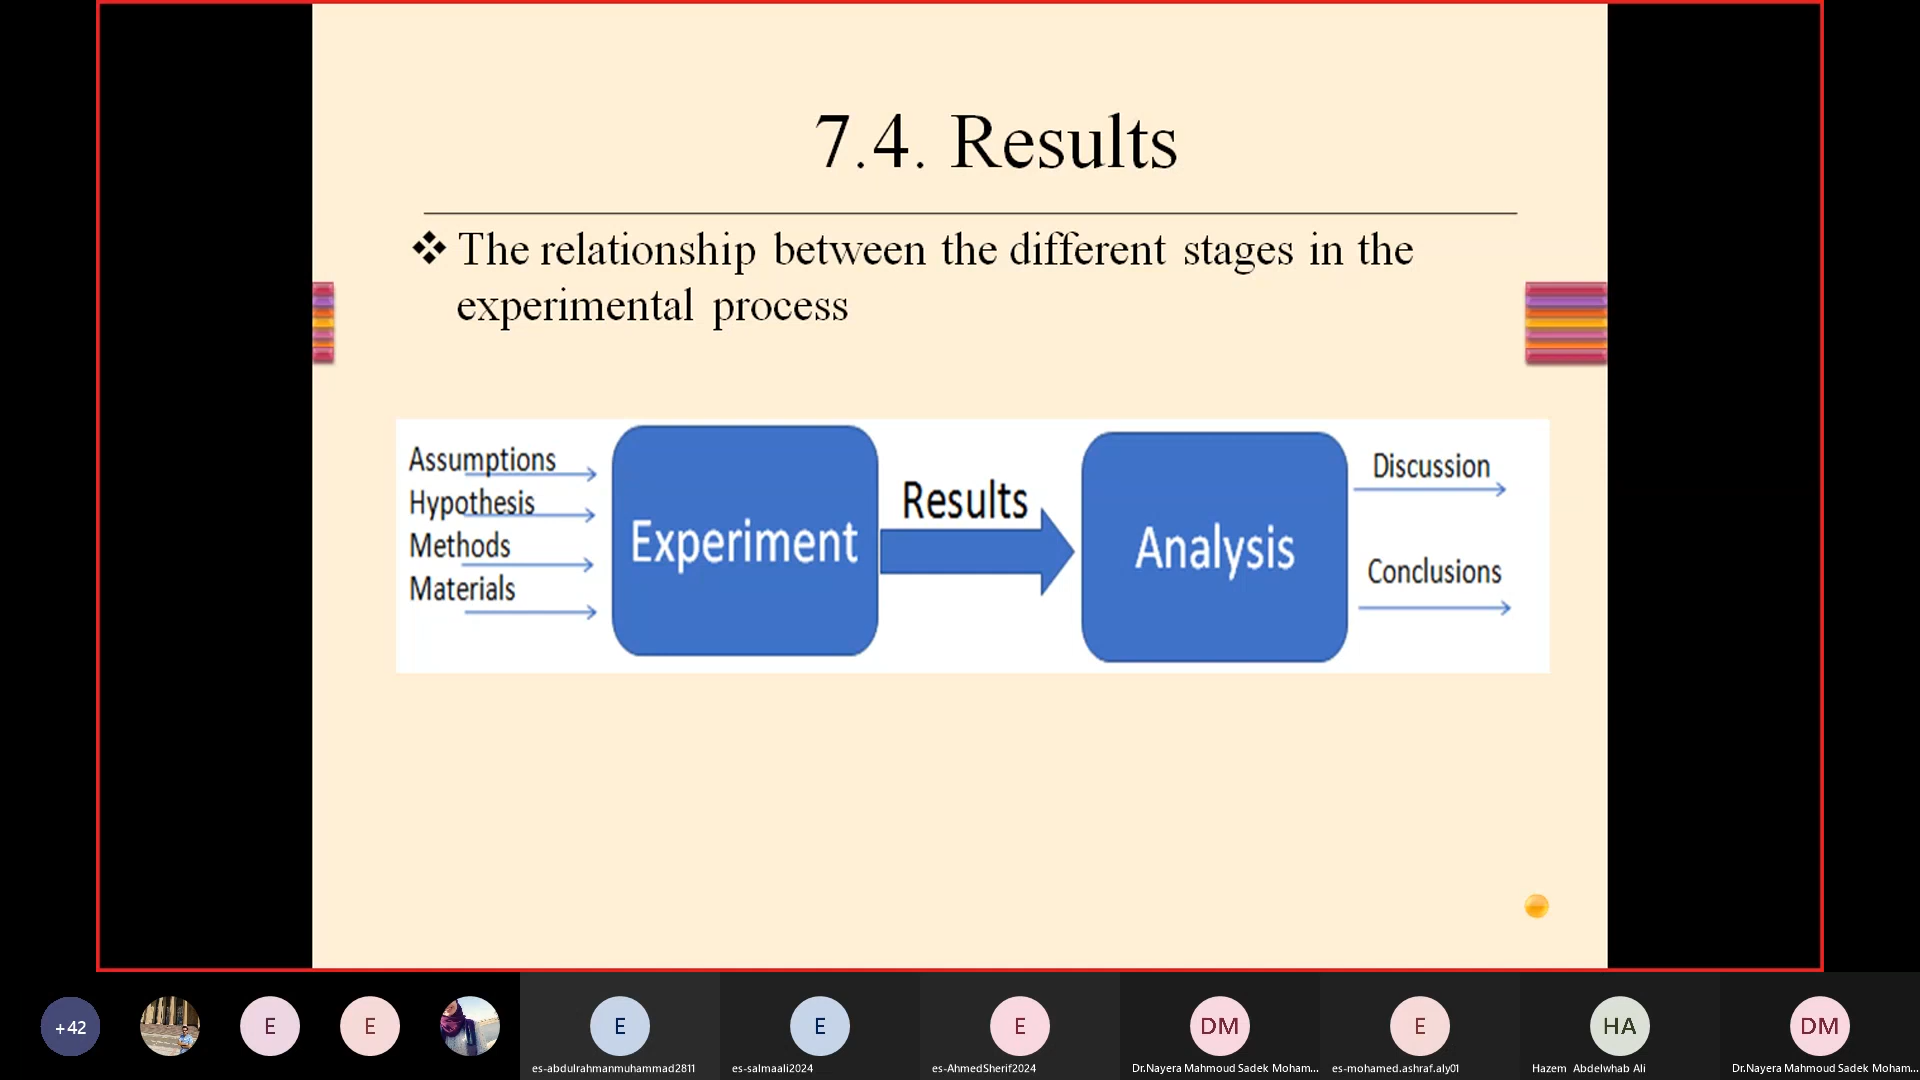 7.4. Results
The relationship between the different stages in the
experimental process
Assumptions
Hypothesis
Methods
Materials
Experiment
Results
Analysis
Discussion
Conclusions
+42
E
E
E
es-abdulrahmanmuhammad2811
E
es-salmaali2024
E
es-AhmedSherif2024
DM
Dr.Nayera Mahmoud Sadek Moham...
E
es-mohamed.ashraf.aly01
HA
Hazem Abdelwhab Ali
DM
Dr.Nayera Mahmoud Sadek Moham...